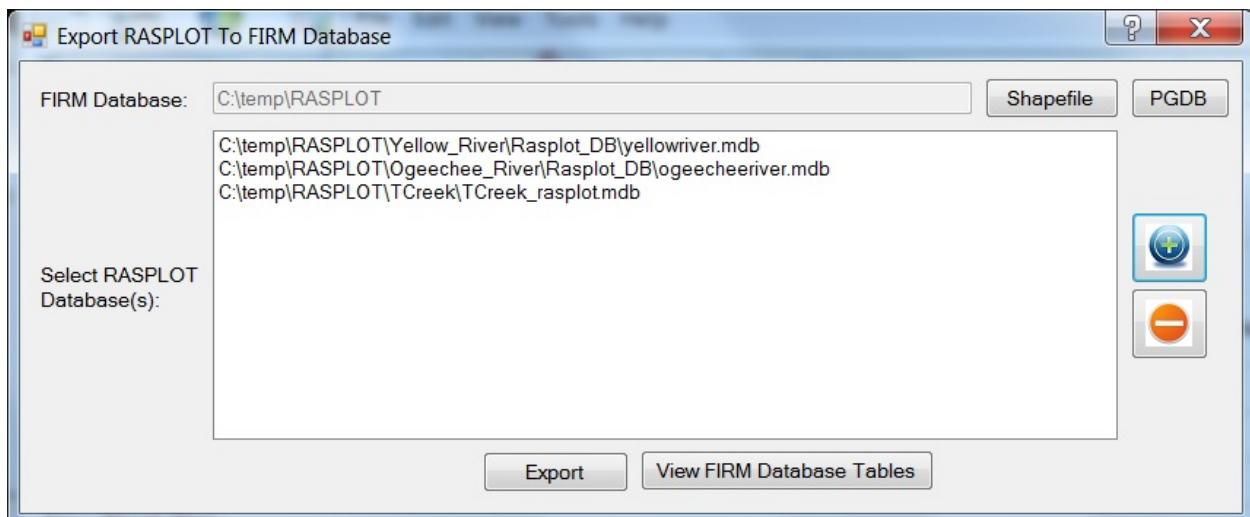 Export RASPLOT To FIRM Database
FIRM Database: C:\temp\RASPLOT Shapefile PGDB
C:\temp\RASPLOT\Yellow_River\Rasplot_DB\yellowriver.mdb
C:\temp\RASPLOT\Ogeechee_River\Rasplot_DB\ogeecheeriver.mdb
C:\temp\RASPLOT\TCreek\TCreek_rasplot.mdb
Select RASPLOT
Database(s):
Export View FIRM Database Tables